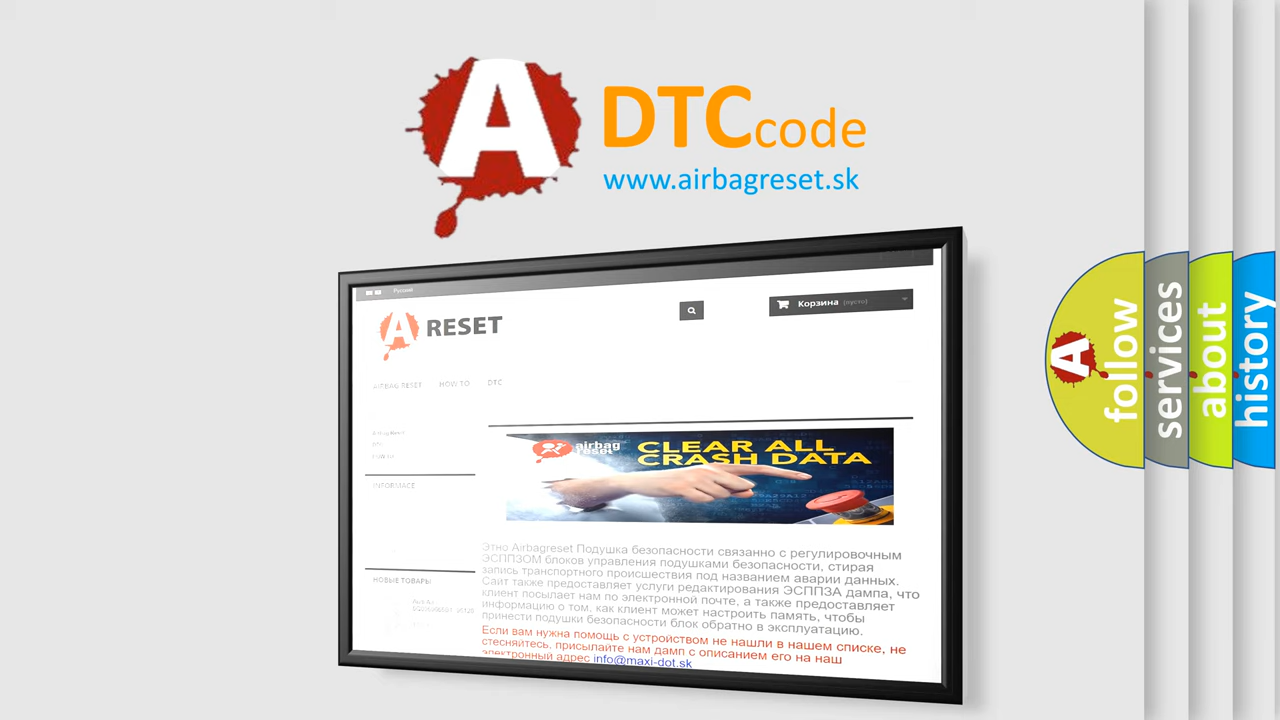 A DTC code
www.airbagreset.sk
Русский
A RESET
Корзина (пусто)
AIRBAG RESET HOW TO DTC
INFORMACE
airbag
reset
CLEAR ALL
CRASH DATA
Этно Airbagreset Подушка безопасности связанно с регулировочным
ЭСППЗОМ блоков управления подушками безопасности, стирая
запись транспортного происшествия под названием аварии данных.
Сайт также предоставляет услуги редактирования ЭСППЗА дампа, что
клиент посылает нам по электронной почте, а также предоставляет
информацию о том, как клиент может настроить память, чтобы
принести подушки безопасности блок обратно в эксплуатацию.
Если вам нужна помощь с устройством не нашли в нашем списке, не
стесняйтесь, присылайте нам дамп с описанием его на наш
электронный адрес info@maxi-dot.sk
НОВЫЕ ТОВАРЫ
A
follow
services
about
history